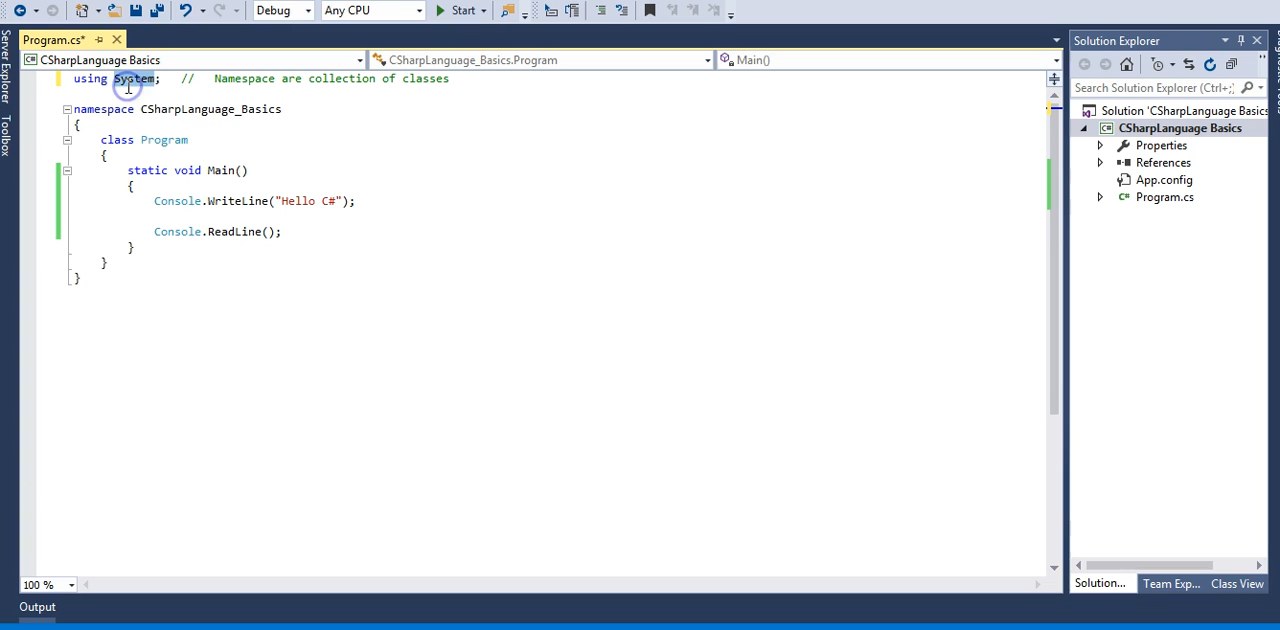 Debug Any CPU Start
Server Explorer
Toolbox
Program.cs*
CSharpLanguage Basics CSharpLanguage_Basics.Program Main()
using System; // Namespace are collection of classes
namespace CSharpLanguage_Basics
{
class Program
{
static void Main()
{
Console.WriteLine("Hello C#");
Console.ReadLine();
}
}
}
100 %
Output
Solution Explorer
Search Solution Explorer (Ctrl+;)
Solution 'CSharpLanguage Basics
CSharpLanguage Basics
Properties
References
App.config
C# Program.cs
Solution... Team Exp... Class View